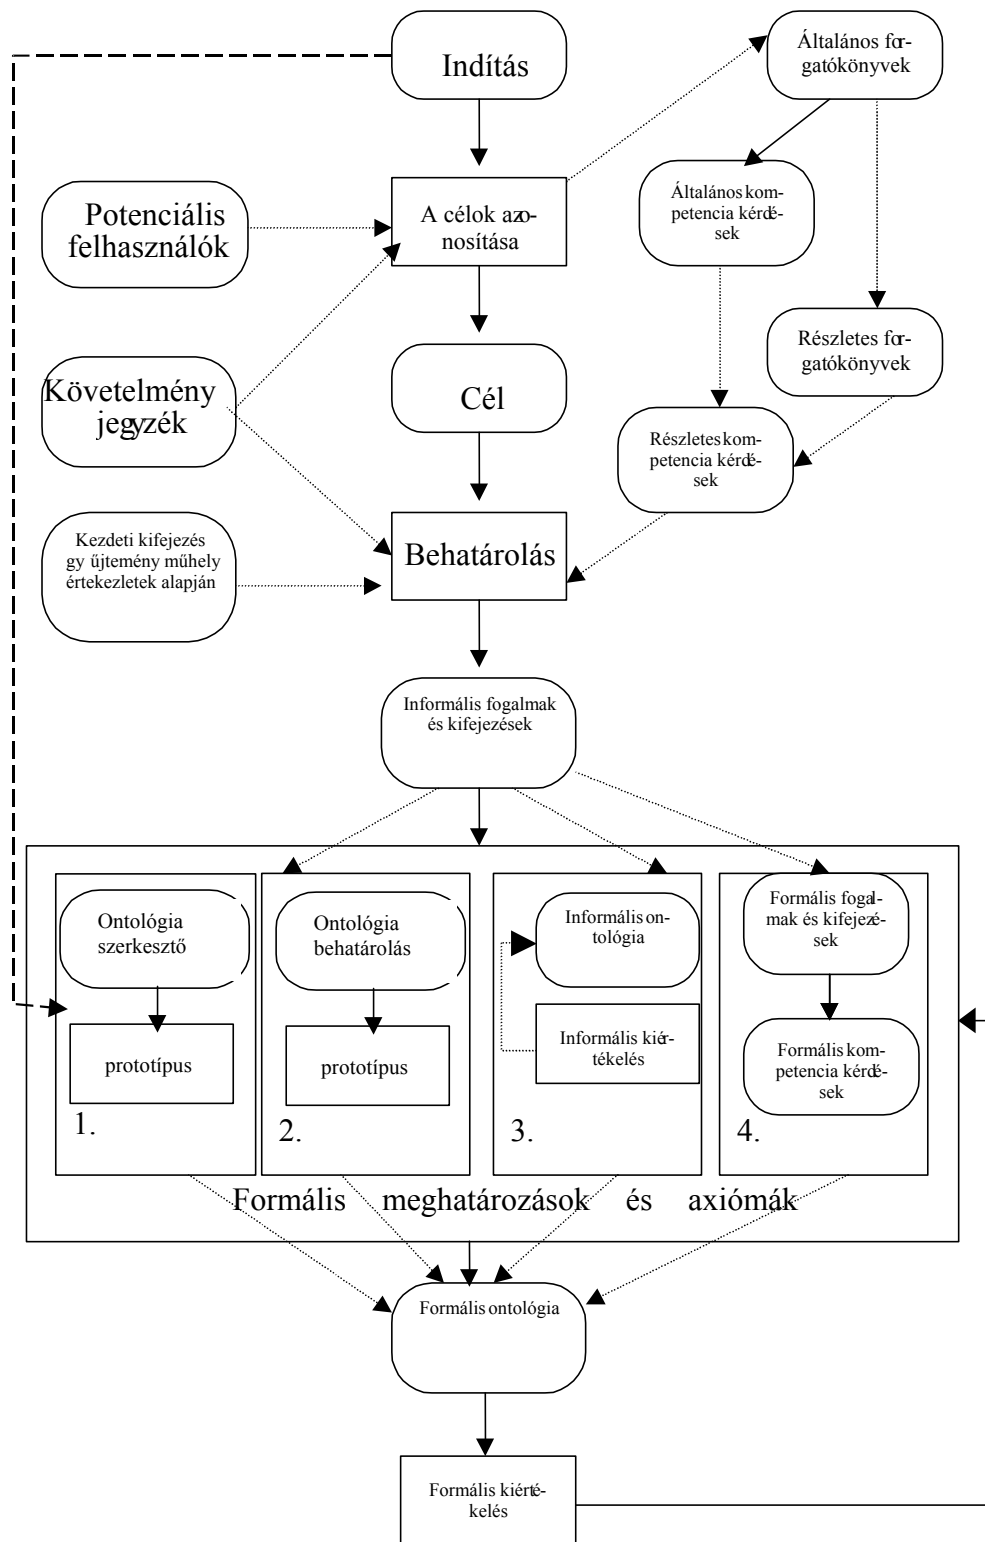 Indítás
Általános for-
gatókönyvek
Általános kom-
petencia kérdé-
sek
Potenciális
felhasználók
A célok azo-
nosítása
Részletes for-
gatókönyvek
Követelmény
jegyzék
Cél
Részletes kom-
petencia kérdé-
sek
Kezdeti kifejezés
gy űjtemény műhely
értekezletek alapján
Behatárolás
Informális fogalmak
és kifejezések
Ontológia
szerkesztő
prototípus
1.
Ontológia
behatárolás
prototípus
2.
Informális on-
tológia
Informális kiér-
tékelés
3.
Formális fogal-
mak és kifejezé-
sek
Formális kom-
petencia kérdé-
sek
4.
Formális meghatározások és axiómák
Formális ontológia
Formális kiérté-
kelés